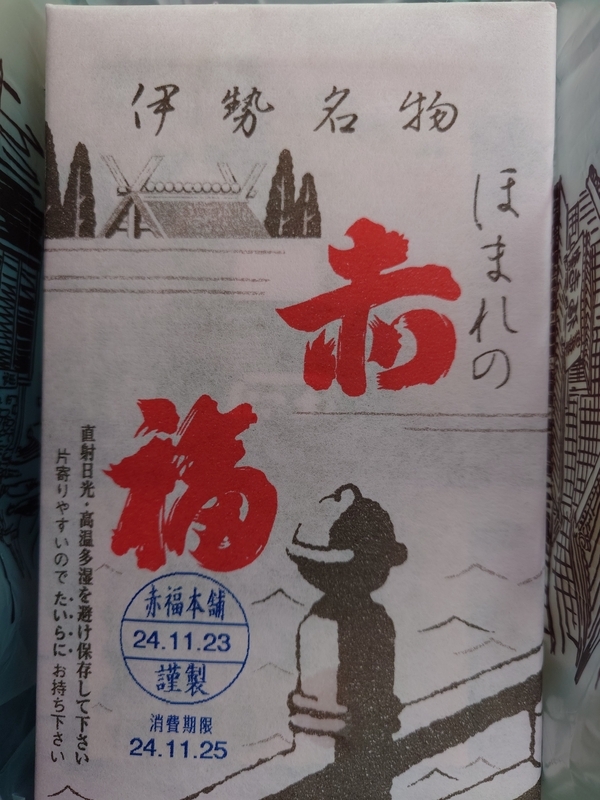 伊勢名物
ほまれの
赤福
直射日光・高温多湿を避け保存して下さい
片寄りやすいのでたいらにお持ち下さい
赤福本舗
24.11.23
謹製
消費期限
24.11.25